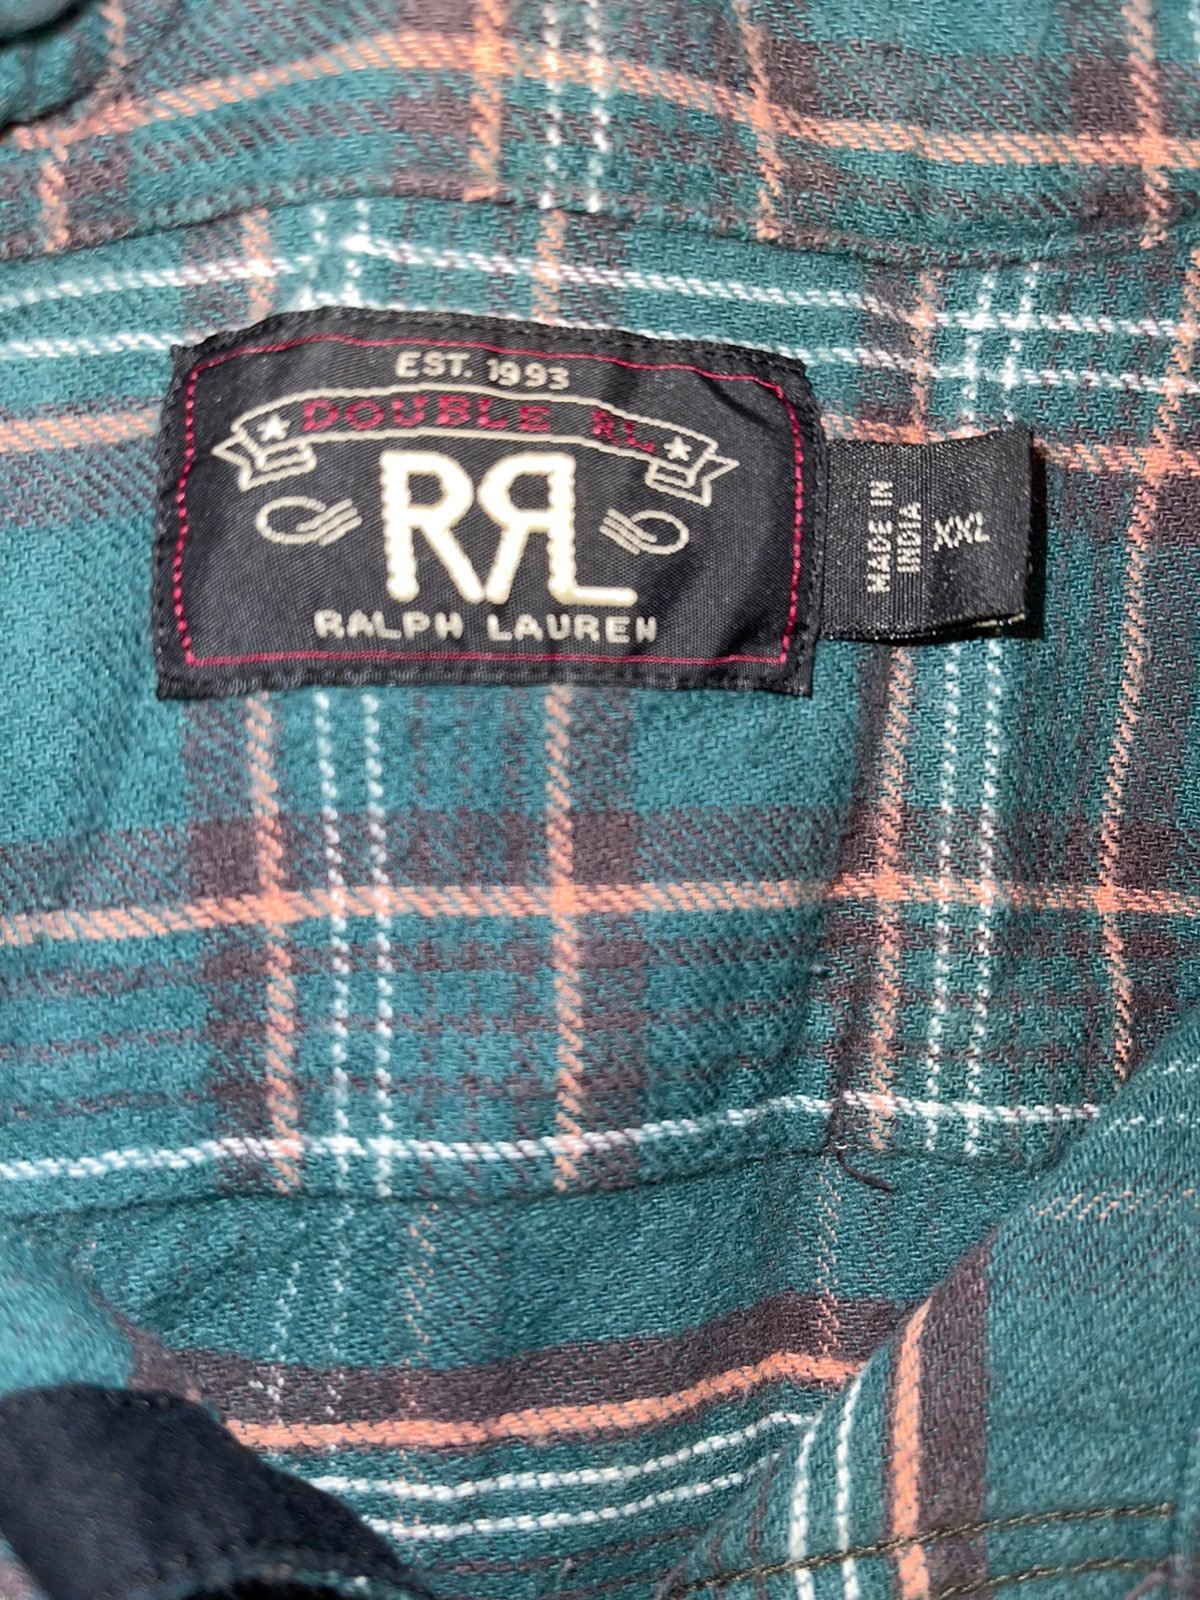 EST. 1993
DOUBLE RL
RRL
RALPH LAUREN
MADE IN
INDIA
XXL